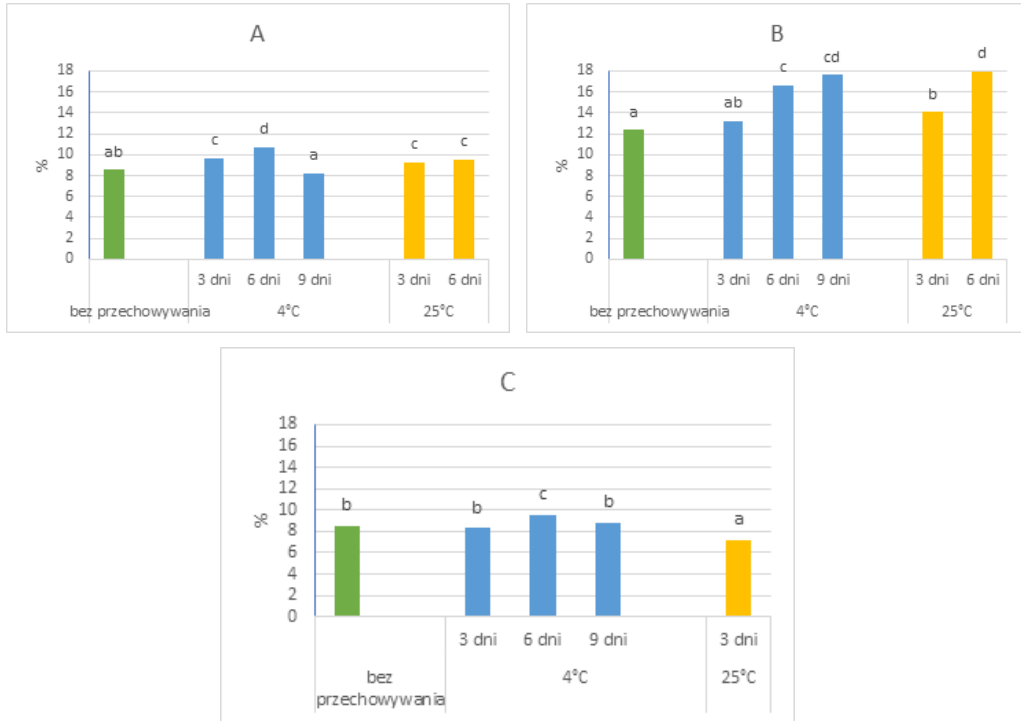 A
18
16
14
12
10
8
6
4
2
0
%
ab
c
d
a
c
c
3 dni 6 dni 9 dni 3 dni 6 dni
bez przechowywania 4°C 25°C
B
18
16
14
12
10
8
6
4
2
0
%
a
ab
c
cd
b
d
3 dni 6 dni 9 dni 3 dni 6 dni
bez przechowywania 4°C 25°C
C
18
16
14
12
10
8
6
4
2
0
%
b
b
c
b
a
3 dni 6 dni 9 dni 3 dni
bez
przechowywania
4°C 25°C